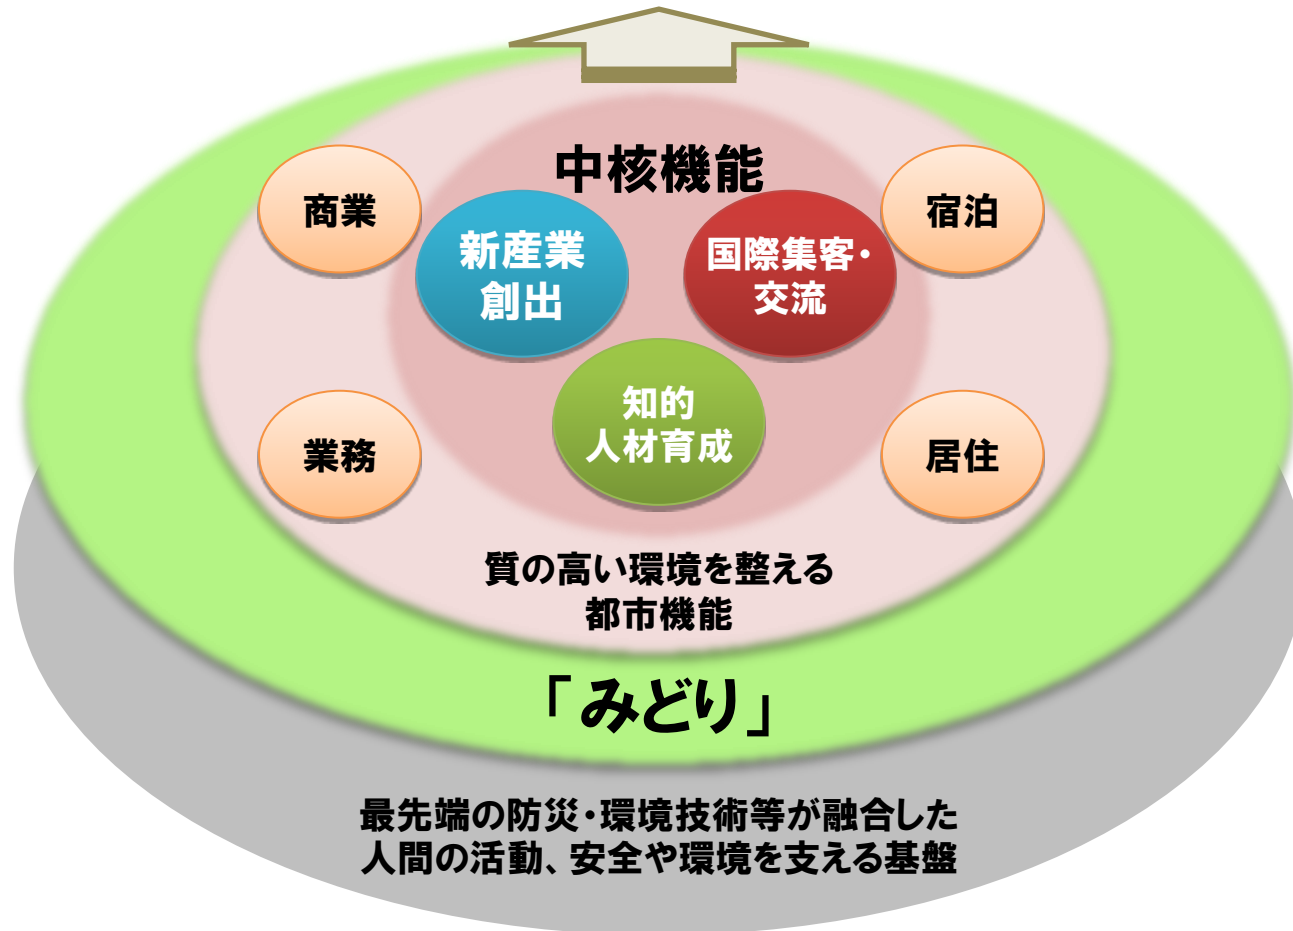 中核機能
商業
宿泊
新産業
創出
国際集客・
交流
知的
人材育成
業務
居住
質の高い環境を整える
都市機能
「みどり」
最先端の防災・環境技術等が融合した
人間の活動、安全や環境を支える基盤